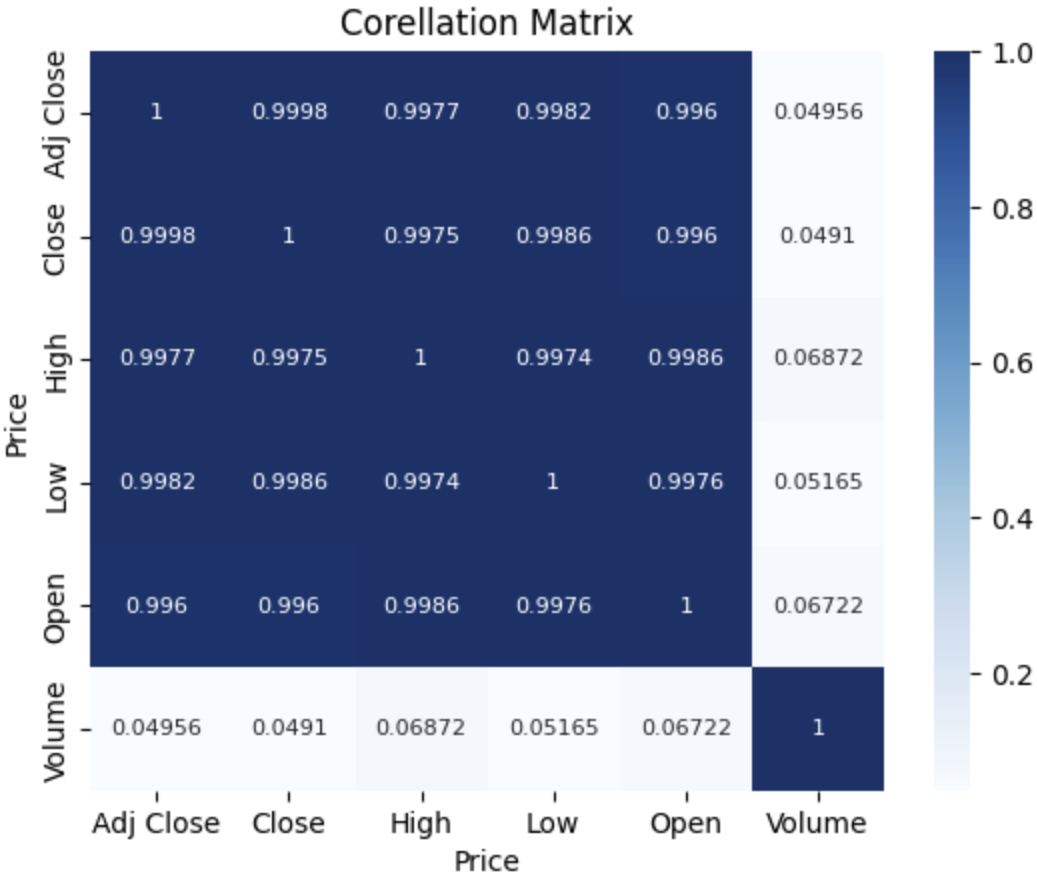 Corellation Matrix
Adj Close 1 0.9998 0.9977 0.9982 0.996 0.04956
Close 0.9998 1 0.9975 0.9986 0.996 0.0491
High 0.9977 0.9975 1 0.9974 0.9986 0.06872
Low 0.9982 0.9986 0.9974 1 0.9976 0.05165
Open 0.996 0.996 0.9986 0.9976 1 0.06722
Volume 0.04956 0.0491 0.06872 0.05165 0.06722 1
Adj Close Close High Low Open Volume
Price
Price
1.0
0.8
0.6
0.4
0.2